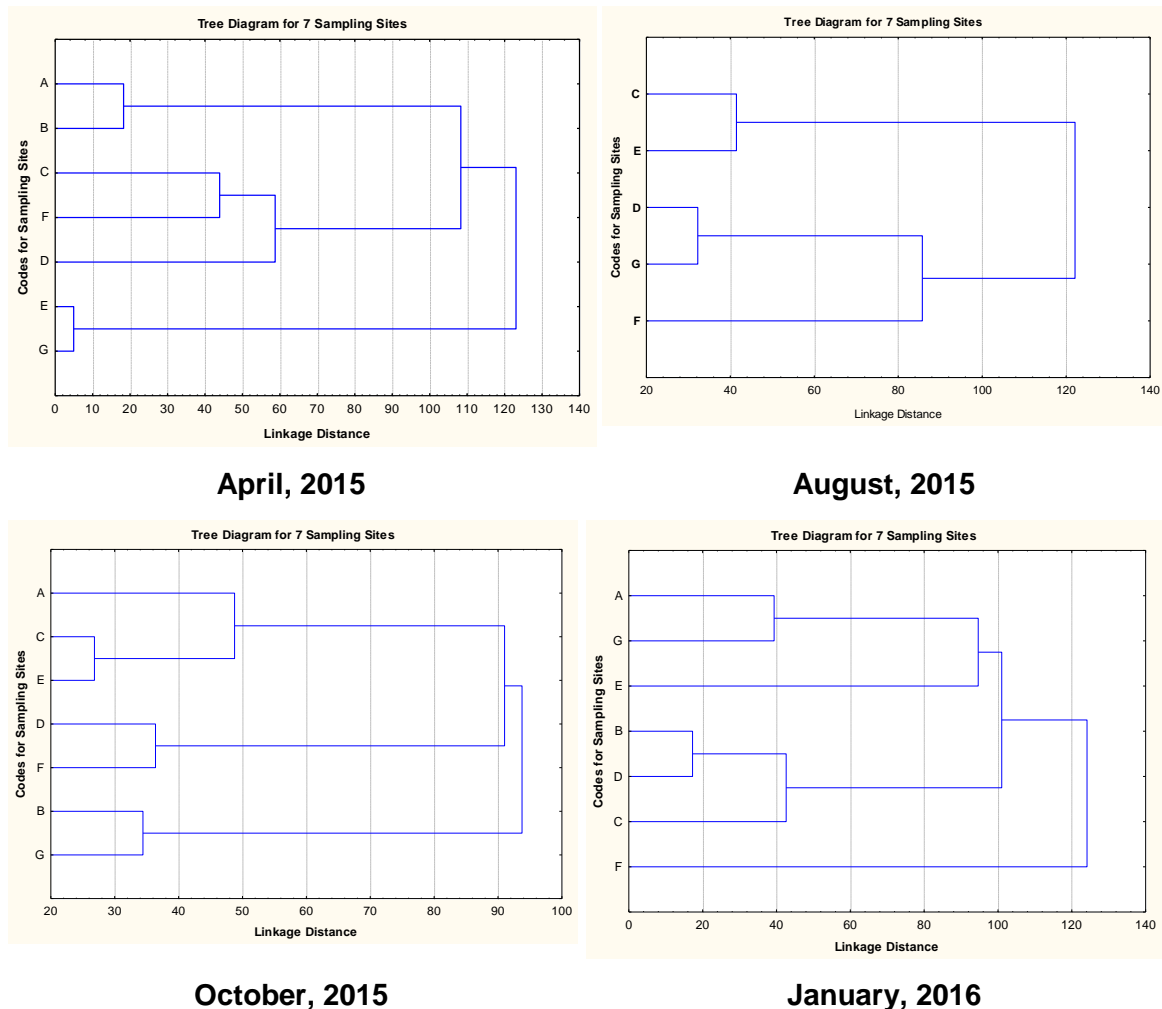 Tree Diagram for 7 Sampling Sites
Codes for Sampling Sites
A
B
C
F
D
E
G
0 10 20 30 40 50 60 70 80 90 100 110 120 130 140
Linkage Distance
April, 2015
Tree Diagram for 7 Sampling Sites
Codes for Sampling Sites
C
E
D
G
F
20 40 60 80 100 120 140
Linkage Distance
August, 2015
Tree Diagram for 7 Sampling Sites
Codes for Sampling Sites
A
C
E
D
F
B
G
20 30 40 50 60 70 80 90 100
Linkage Distance
October, 2015
Tree Diagram for 7 Sampling Sites
Codes for Sampling Sites
A
G
E
B
D
C
F
0 20 40 60 80 100 120 140
Linkage Distance
January, 2016